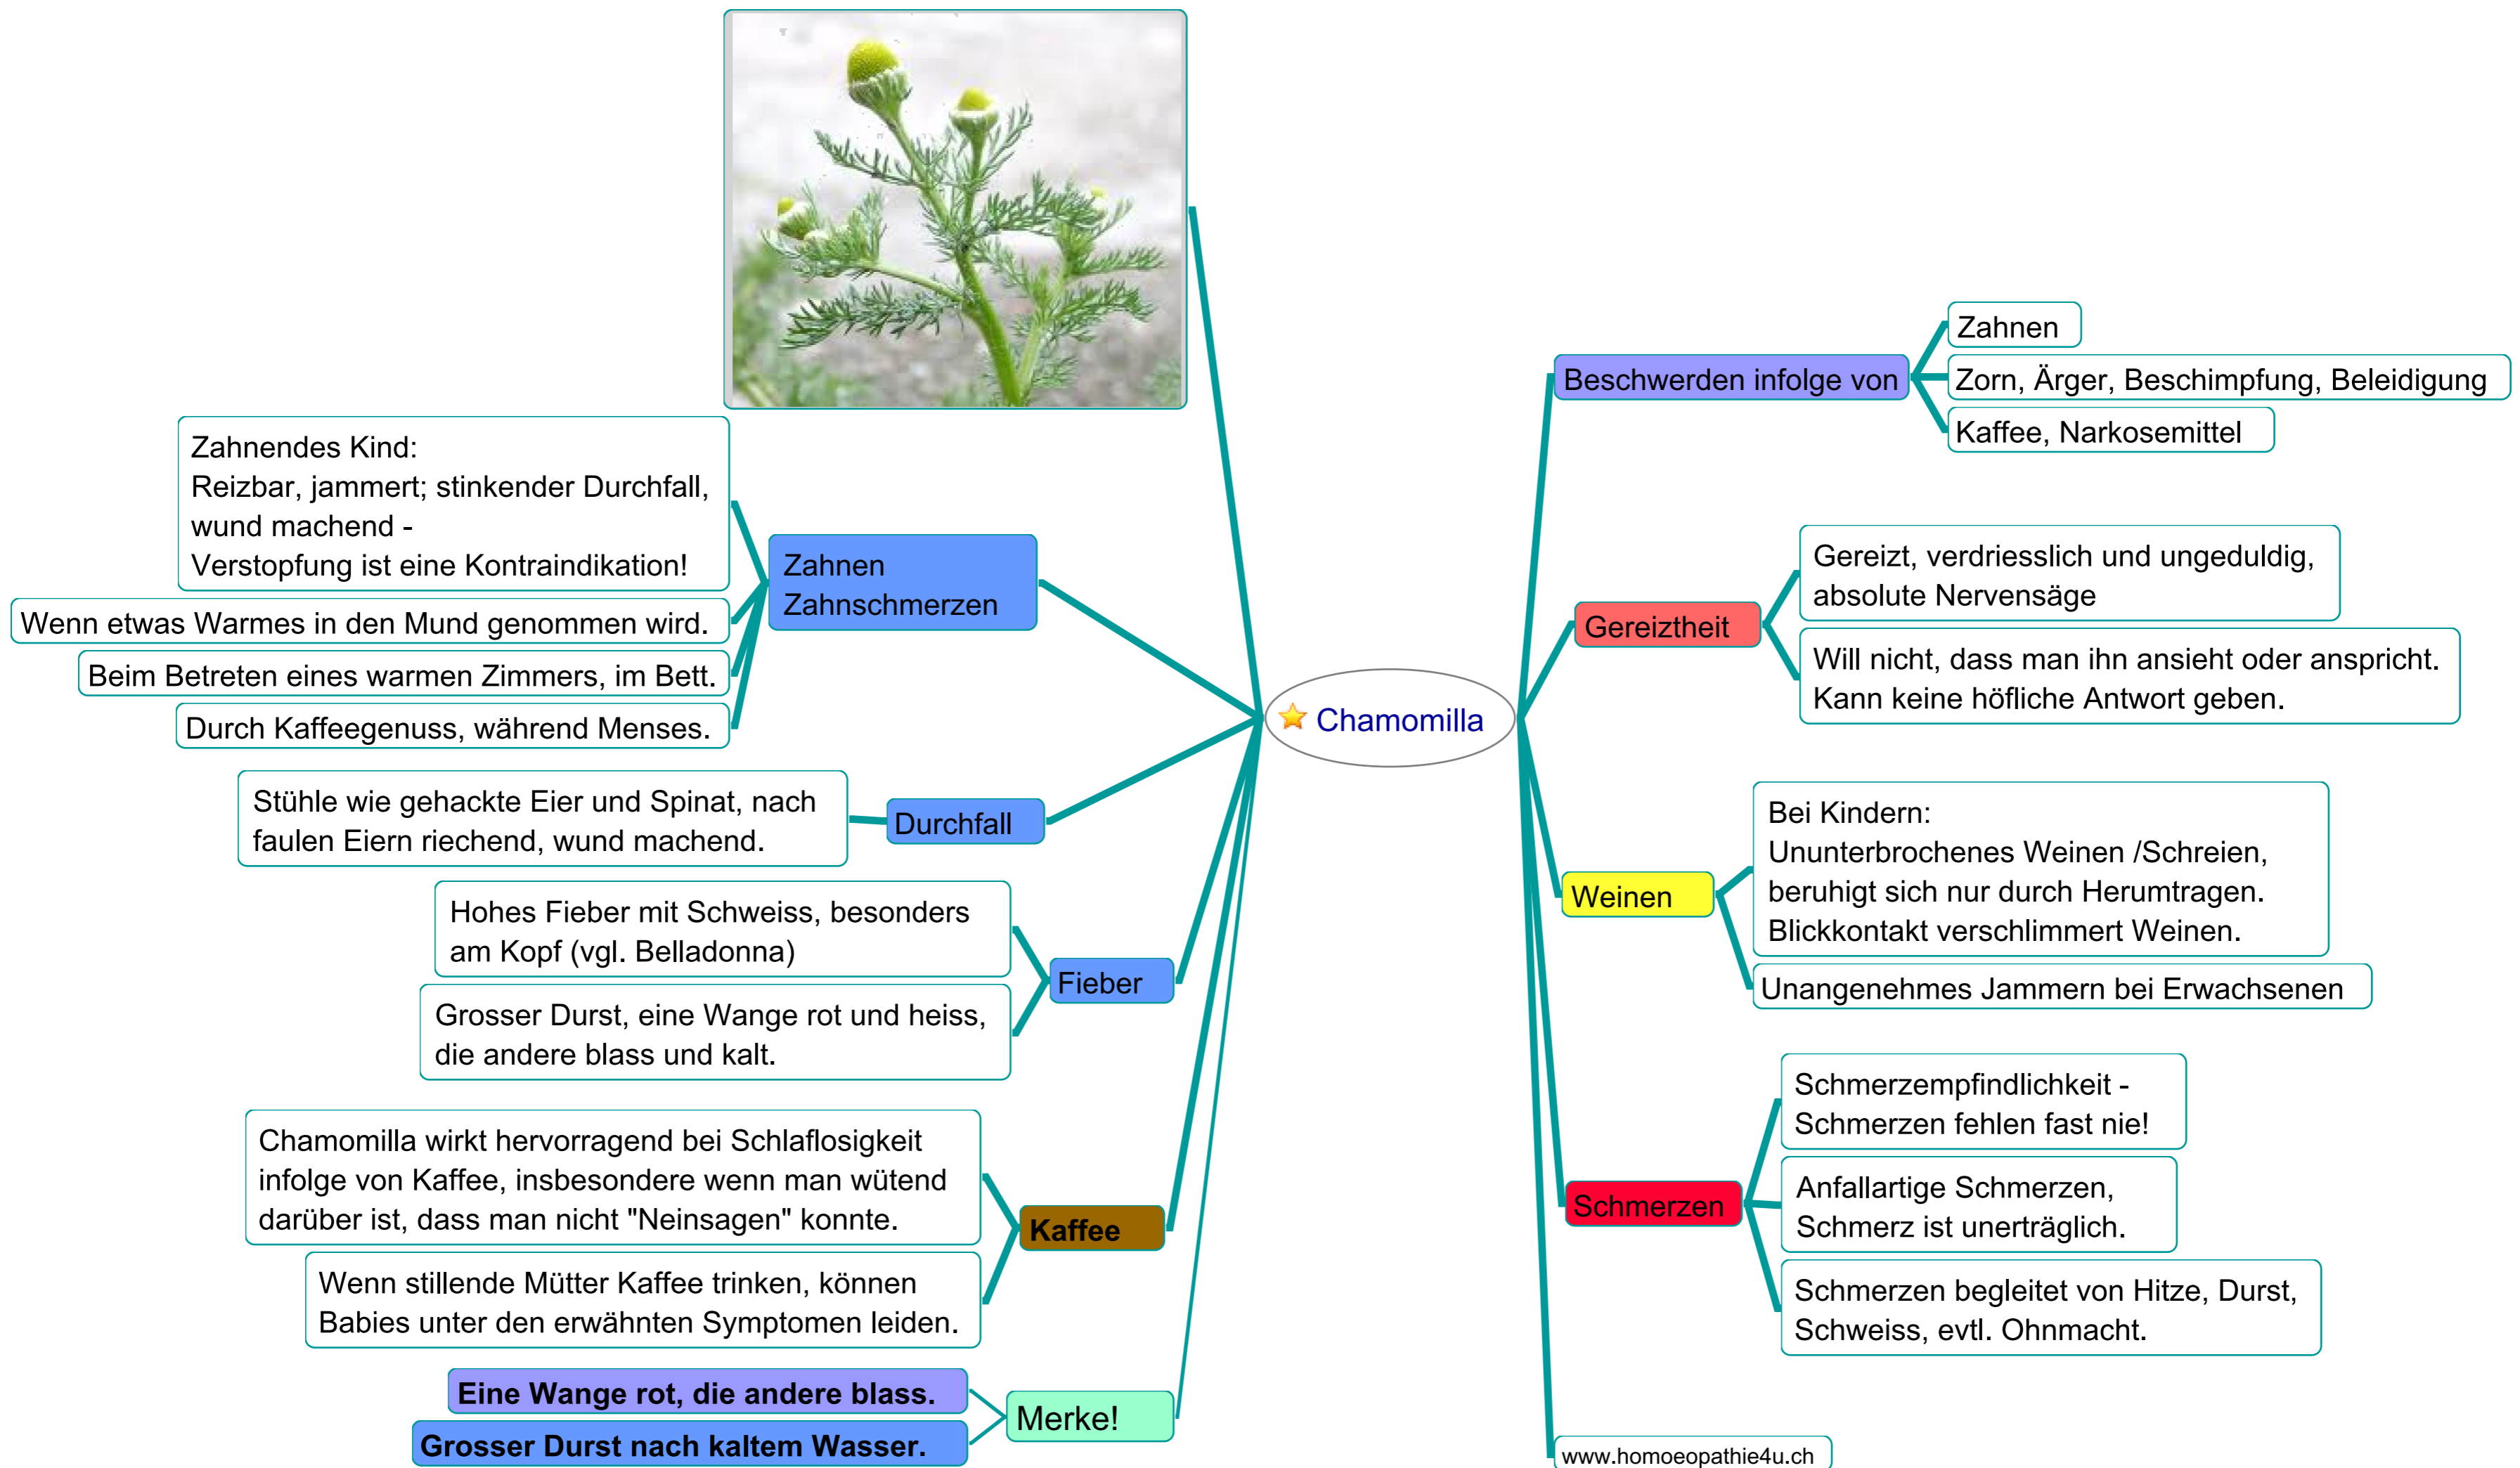 Chamomilla
Beschwerden infolge von
Zahnen
Zorn, Ärger, Beschimpfung, Beleidigung
Kaffee, Narkosemittel
Gereiztheit
Gereizt, verdriesslich und ungeduldig,
absolute Nervensäge
Will nicht, dass man ihn ansieht oder anspricht.
Kann keine höfliche Antwort geben.
Weinen
Bei Kindern:
Ununterbrochenes Weinen /Schreien,
beruhigt sich nur durch Herumtragen.
Blickkontakt verschlimmert Weinen.
Unangenehmes Jammern bei Erwachsenen
Schmerzen
Schmerzempfindlichkeit -
Schmerzen fehlen fast nie!
Anfallartige Schmerzen,
Schmerz ist unerträglich.
Schmerzen begleitet von Hitze, Durst,
Schweiss, evtl. Ohnmacht.
www.homoeopathie4u.ch
Zahnen
Zahnschmerzen
Zahnendes Kind:
Reizbar, jammert; stinkender Durchfall,
wund machend -
Verstopfung ist eine Kontraindikation!
Wenn etwas Warmes in den Mund genommen wird.
Beim Betreten eines warmen Zimmers, im Bett.
Durch Kaffeegenuss, während Menses.
Durchfall
Stühle wie gehackte Eier und Spinat, nach
faulen Eiern riechend, wund machend.
Fieber
Hohes Fieber mit Schweiss, besonders
am Kopf (vgl. Belladonna)
Grosser Durst, eine Wange rot und heiss,
die andere blass und kalt.
Kaffee
Chamomilla wirkt hervorragend bei Schlaflosigkeit
infolge von Kaffee, insbesondere wenn man wütend
darüber ist, dass man nicht "Neinsagen" konnte.
Wenn stillende Mütter Kaffee trinken, können
Babies unter den erwähnten Symptomen leiden.
Merke!
Eine Wange rot, die andere blass.
Grosser Durst nach kaltem Wasser.